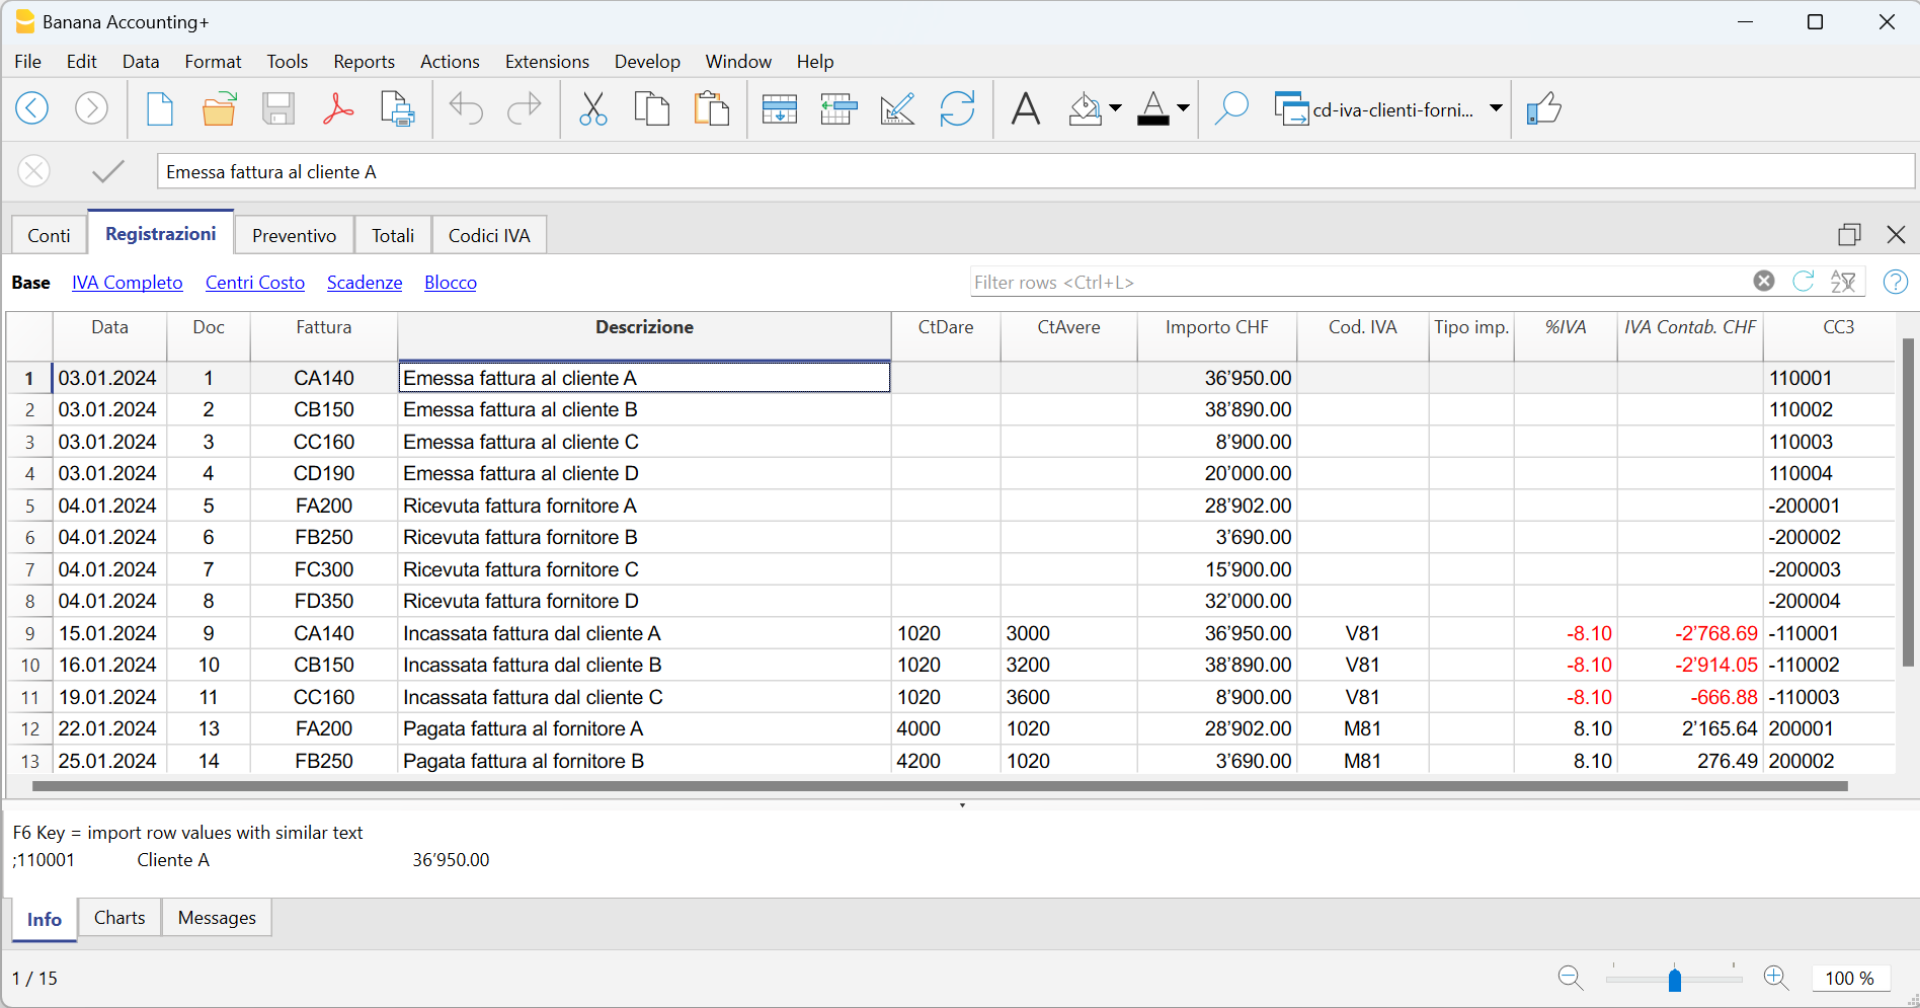 Banana Accounting+
File Edit Data Format Tools Reports Actions Extensions Develop Window Help
A A cd-iva-clienti-forni...
Emessa fattura al cliente A
Conti Registrazioni Preventivo Totali Codici IVA
Base IVA Completo Centri Costo Scadenze Blocco Filter rows <Ctrl+L> AZ ?
Data Doc Fattura Descrizione CtDare CtAvere Importo CHF Cod. IVA Tipo imp. %IVA IVA Contab. CHF CC3
1 03.01.2024 1 CA140 Emessa fattura al cliente A 36’950.00 110001
2 03.01.2024 2 CB150 Emessa fattura al cliente B 38’890.00 110002
3 03.01.2024 3 CC160 Emessa fattura al cliente C 8’900.00 110003
4 03.01.2024 4 CD190 Emessa fattura al cliente D 20’000.00 110004
5 04.01.2024 5 FA200 Ricevuta fattura fornitore A 28’902.00 -200001
6 04.01.2024 6 FB250 Ricevuta fattura fornitore B 3’690.00 -200002
7 04.01.2024 7 FC300 Ricevuta fattura fornitore C 15’900.00 -200003
8 04.01.2024 8 FD350 Ricevuta fattura fornitore D 32’000.00 -200004
9 15.01.2024 9 CA140 Incassata fattura dal cliente A 1020 3000 36’950.00 V81 -8.10 -2’768.69 -110001
10 16.01.2024 10 CB150 Incassata fattura dal cliente B 1020 3200 38’890.00 V81 -8.10 -2’914.05 -110002
11 19.01.2024 11 CC160 Incassata fattura dal cliente C 1020 3600 8’900.00 V81 -8.10 -666.88 -110003
12 22.01.2024 13 FA200 Pagata fattura al fornitore A 4000 1020 28’902.00 M81 8.10 2’165.64 200001
13 25.01.2024 14 FB250 Pagata fattura al fornitore B 4200 1020 3’690.00 M81 8.10 276.49 200002
F6 Key = import row values with similar text
;110001 Cliente A 36’950.00
Info Charts Messages
1 / 15 100 %